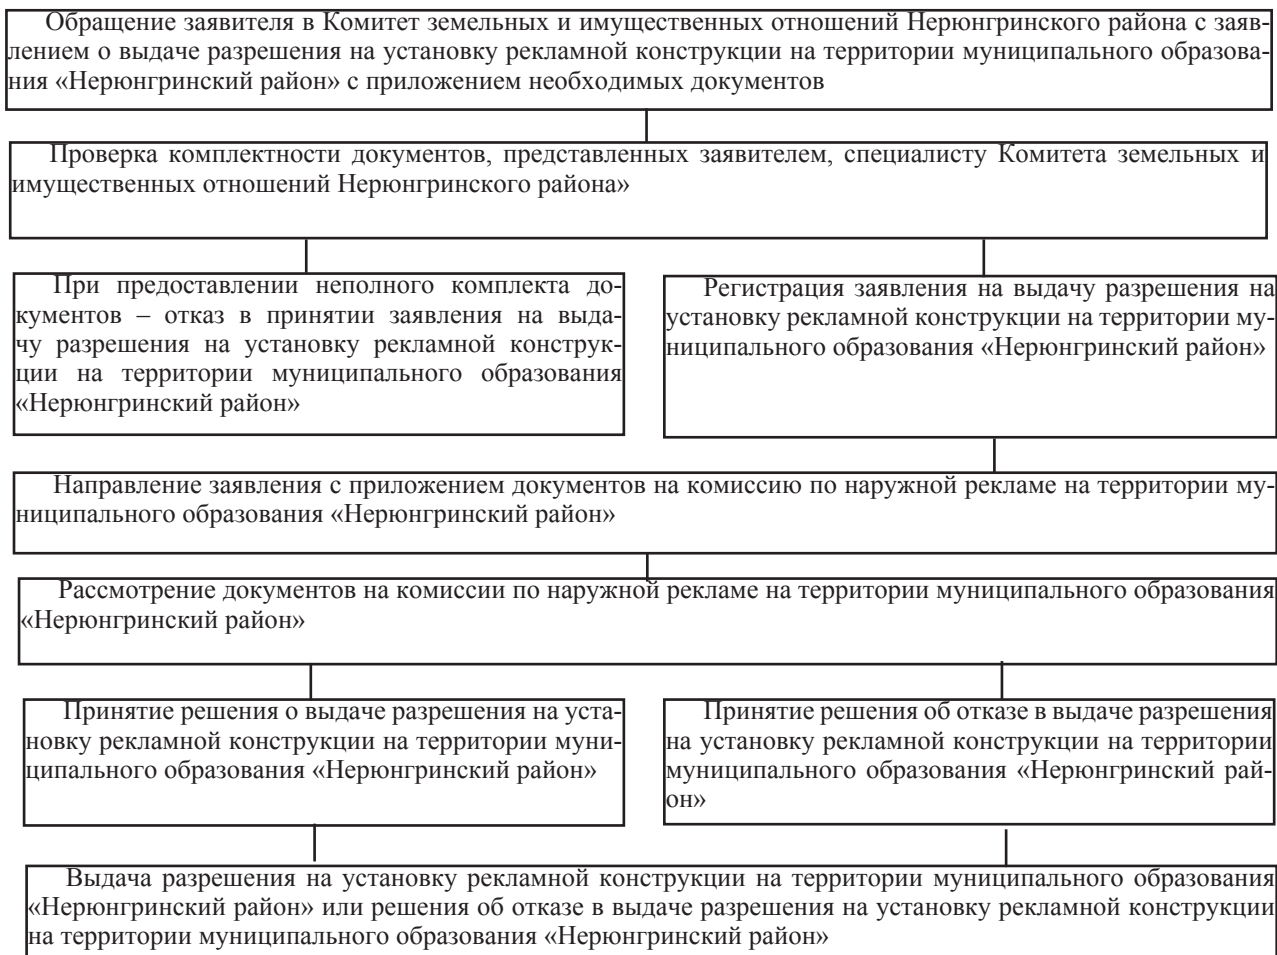 Обращение заявителя в Комитет земельных и имущественных отношений Нерюнгринского района с заяв-
лением о выдаче разрешения на установку рекламной конструкции на территории муниципального образова-
ния «Нерюнгринский район» с приложением необходимых документов
Проверка комплектности документов, представленных заявителем, специалисту Комитета земельных и
имущественных отношений Нерюнгринского района»
При предоставлении неполного комплекта до-
кументов – отказ в принятии заявления на выда-
чу разрешения на установку рекламной конструк-
ции на территории муниципального образования
«Нерюнгринский район»
Регистрация заявления на выдачу разрешения на
установку рекламной конструкции на территории му-
ниципального образования «Нерюнгринский район»
Направление заявления с приложением документов на комиссию по наружной рекламе на территории му-
ниципального образования «Нерюнгринский район»
Рассмотрение документов на комиссии по наружной рекламе на территории муниципального образования
«Нерюнгринский район»
Принятие решения о выдаче разрешения на уста-
новку рекламной конструкции на территории муни-
ципального образования «Нерюнгринский район»
Принятие решения об отказе в выдаче разрешения
на установку рекламной конструкции на территории
муниципального образования «Нерюнгринский рай-
он»
Выдача разрешения на установку рекламной конструкции на территории муниципального образования
«Нерюнгринский район» или решения об отказе в выдаче разрешения на установку рекламной конструкции
на территории муниципального образования «Нерюнгринский район»